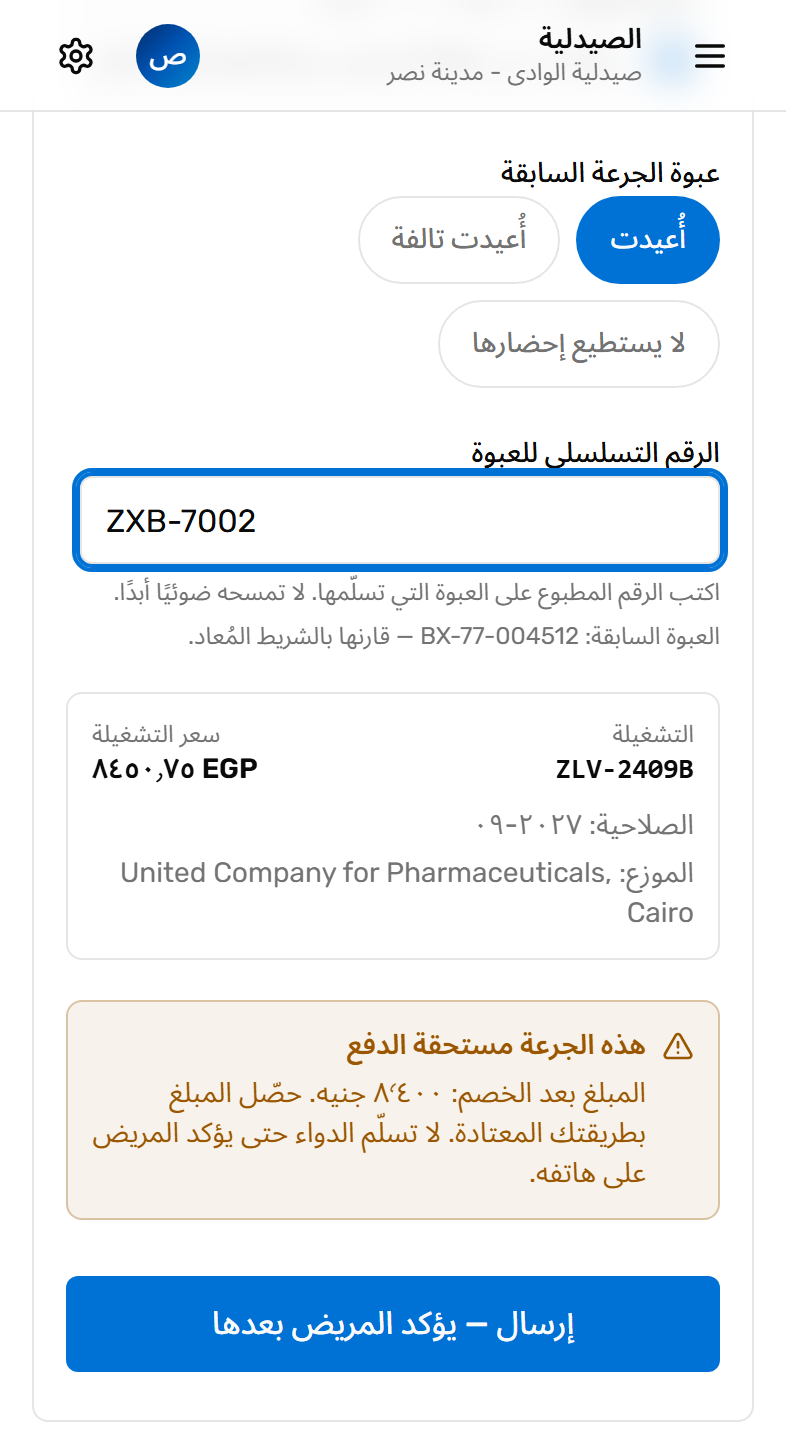 الصيدلية
صيدلية الوادى - مدينة نصر
ص
عبوة الجرعة السابقة
أُعيدت
أُعيدت تالفة
لا يستطيع إحضارها
الرقم التسلسلي للعبوة
ZXB-7002
اكتب الرقم المطبوع على العبوة التي تسلّمها. لا تمسحه ضوئيًا أبدًا.
العبوة السابقة: BX-77-004512 — قارنها بالشريط المُعاد.
التشغيلة
ZLV-2409B
سعر التشغيلة
٨٤٥٠٫٧٥ EGP
الصلاحية: ٢٠٢٧-٠٩
الموزع: United Company for Pharmaceuticals,
Cairo
هذه الجرعة مستحقة الدفع
المبلغ بعد الخصم: ٨٬٤٠٠ جنيه. حصّل المبلغ
بطريقتك المعتادة. لا تسلّم الدواء حتى يؤكد المريض
على هاتفه.
إرسال — يؤكد المريض بعدها